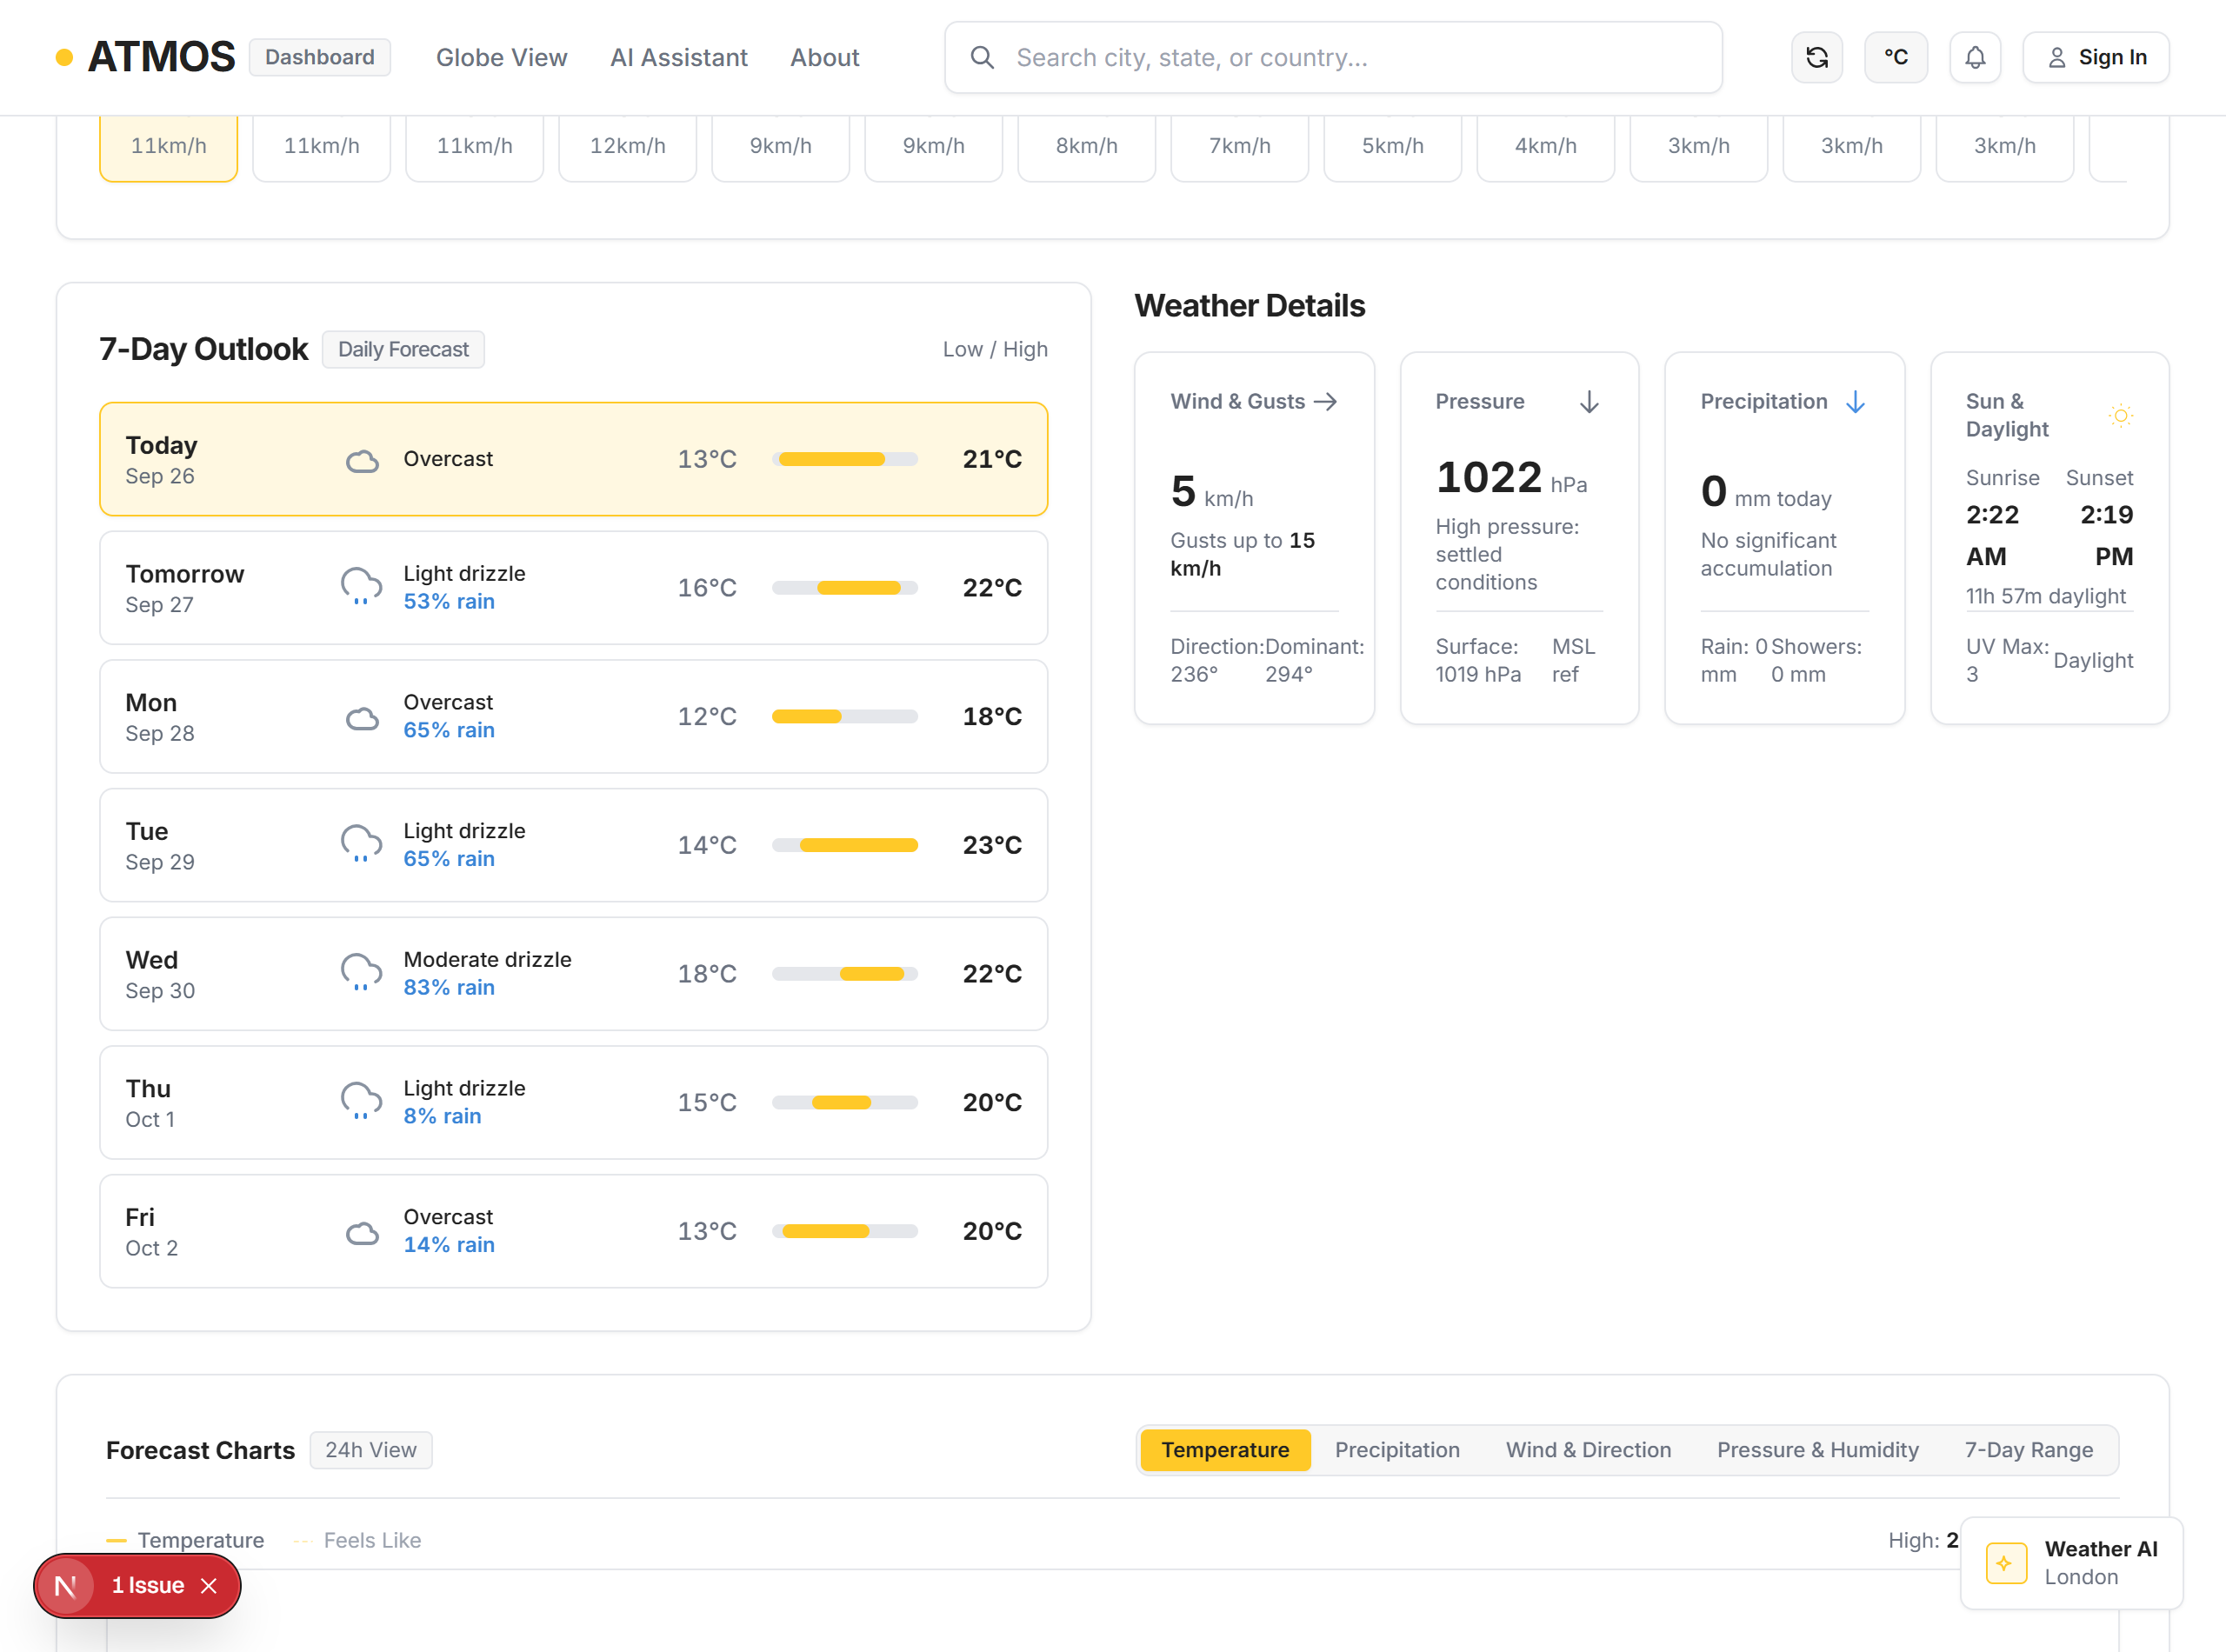 ATMOS Dashboard Globe View AI Assistant About Search city, state, or country... °C Sign In
11km/h 11km/h 11km/h 12km/h 9km/h 9km/h 8km/h 7km/h 5km/h 4km/h 3km/h 3km/h 3km/h
7-Day Outlook Daily Forecast Low / High
Today
Sep 26
Overcast
13°C 21°C
Tomorrow
Sep 27
Light drizzle
53% rain
16°C 22°C
Mon
Sep 28
Overcast
65% rain
12°C 18°C
Tue
Sep 29
Light drizzle
65% rain
14°C 23°C
Wed
Sep 30
Moderate drizzle
83% rain
18°C 22°C
Thu
Oct 1
Light drizzle
8% rain
15°C 20°C
Fri
Oct 2
Overcast
14% rain
13°C 20°C
Weather Details
Wind & Gusts
5 km/h
Gusts up to 15
km/h
Direction: Dominant:
236° 294°
Pressure
1022 hPa
High pressure:
settled
conditions
Surface: MSL
1019 hPa ref
Precipitation
0 mm today
No significant
accumulation
Rain: 0 Showers:
mm 0 mm
Sun &
Daylight
Sunrise Sunset
2:22 2:19
AM PM
11h 57m daylight
UV Max: Daylight
3
Forecast Charts 24h View
Temperature Precipitation Wind & Direction Pressure & Humidity 7-Day Range
Temperature Feels Like
High: 2
Weather AI
London
N 1 Issue